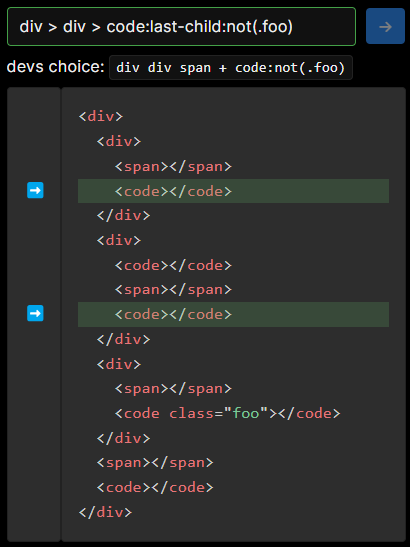 div > div > code:last-child:not(.foo)
devs choice: div div span + code:not(.foo)
<div>
  <div>
    <span></span>
    <code></code>
  </div>
  <div>
    <code></code>
    <span></span>
    <code></code>
  </div>
  <div>
    <span></span>
    <code class="foo"></code>
  </div>
  <span></span>
  <code></code>
</div>